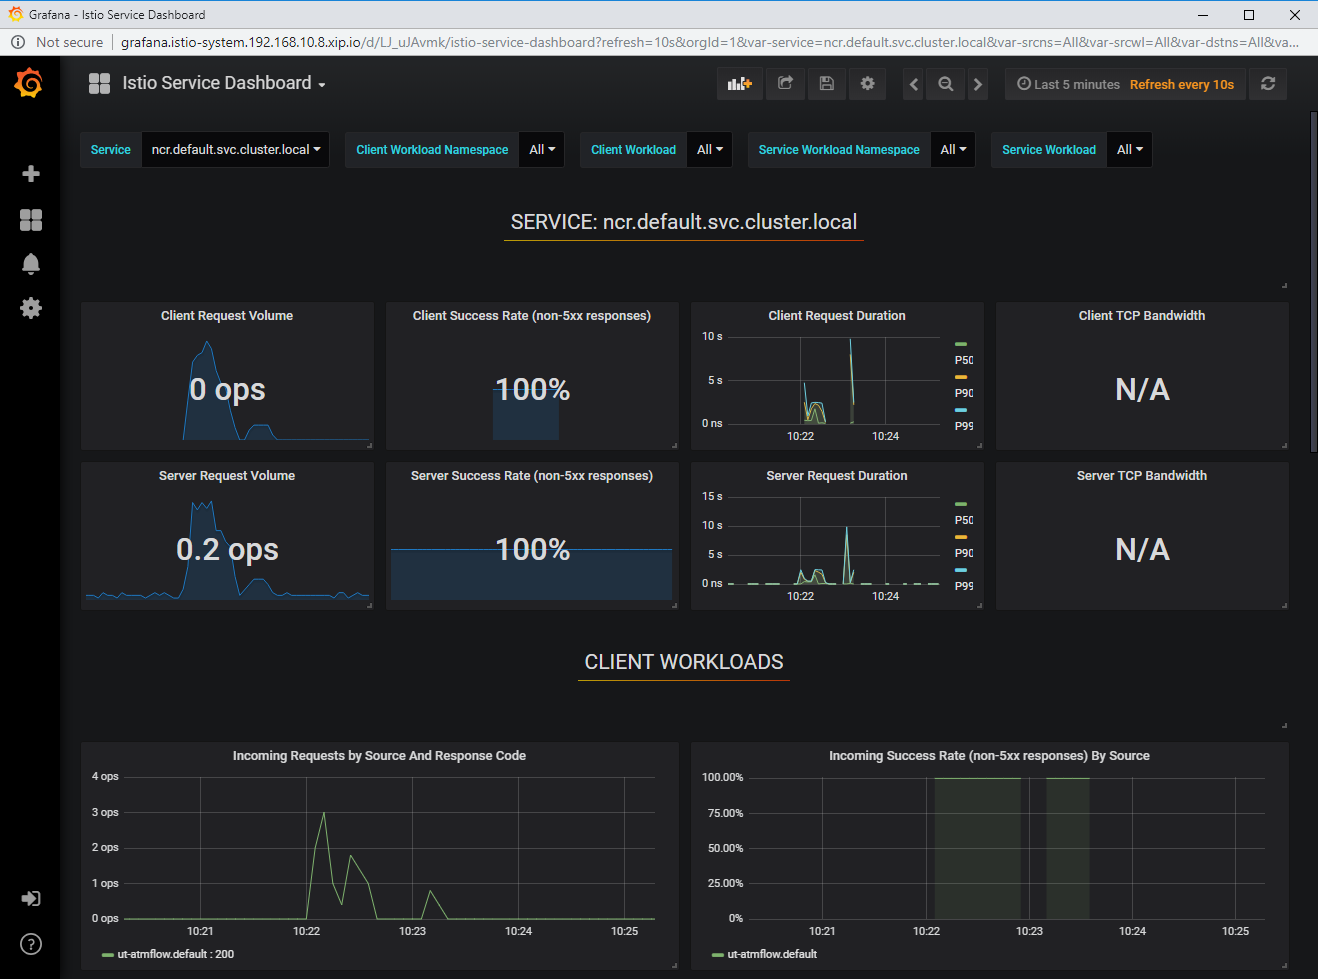 Grafana - Istio Service Dashboard
Not secure | grafana.istio-system.192.168.10.8.xip.io/d/LJ_uJAvmk/istio-service-dashboard?refresh=10s&orgId=1&var-service=ncr.default.svc.cluster.local&var-srcns=All&var-srcwl=All&var-dstns=All&va...
Istio Service Dashboard
Last 5 minutes Refresh every 10s
Service ncr.default.svc.cluster.local Client Workload Namespace All Client Workload All Service Workload Namespace All Service Workload All
SERVICE: ncr.default.svc.cluster.local
Client Request Volume
0 ops
Client Success Rate (non-5xx responses)
100%
Client Request Duration
10 s
5 s
0 ns
10:22 10:24
P50
P90
P99
Client TCP Bandwidth
N/A
Server Request Volume
0.2 ops
Server Success Rate (non-5xx responses)
100%
Server Request Duration
15 s
10 s
5 s
0 ns
10:22 10:24
P50
P90
P99
Server TCP Bandwidth
N/A
CLIENT WORKLOADS
Incoming Requests by Source And Response Code
4 ops
3 ops
2 ops
1 ops
0 ops
10:21 10:22 10:23 10:24 10:25
ut-atmflow.default : 200
Incoming Success Rate (non-5xx responses) By Source
100.00%
75.00%
50.00%
25.00%
0%
10:21 10:22 10:23 10:24 10:25
ut-atmflow.default